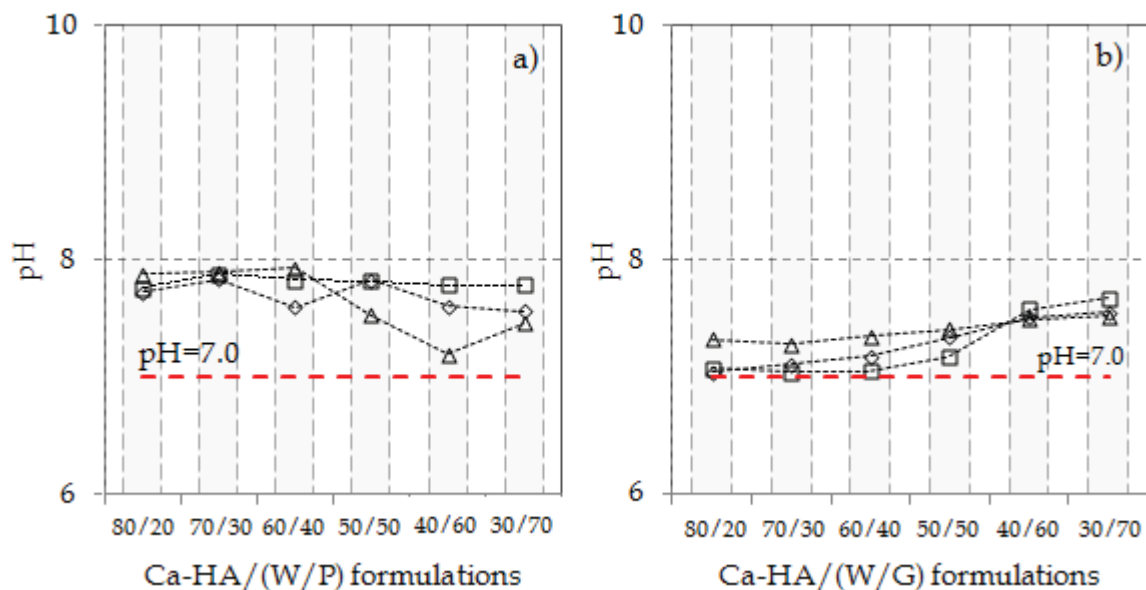 10
a)
8
pH
pH=7.0
6
80/20 70/30 60/40 50/50 40/60 30/70
Ca-HA/(W/P) formulations
10
b)
8
pH
pH=7.0
6
80/20 70/30 60/40 50/50 40/60 30/70
Ca-HA/(W/G) formulations